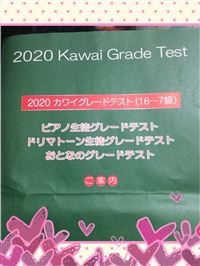 2020 Kawai Grade Test
2020 カワイグレードテスト(16〜7級)
ピアノ生徒グレードテスト
ドリマトーン生徒グレードテスト
おとなのグレードテスト
ご案内